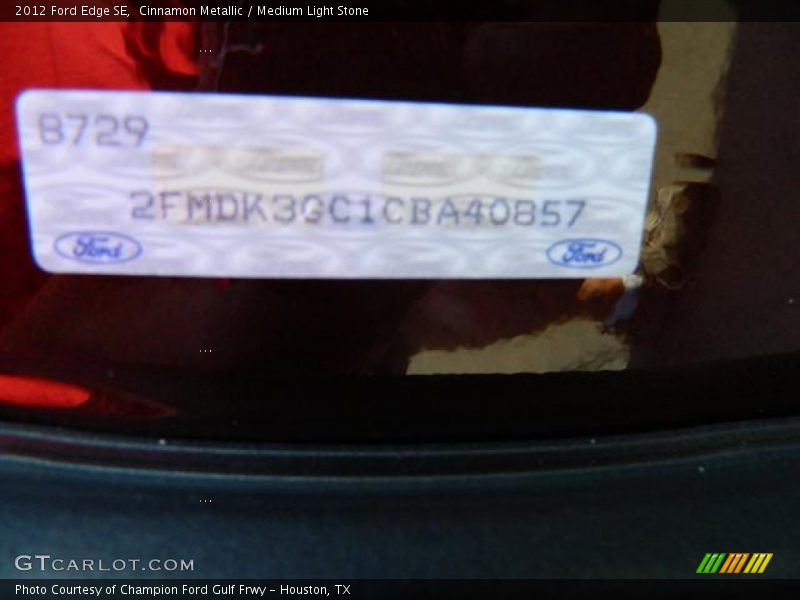 2012 Ford Edge SE,  Cinnamon Metallic / Medium Light Stone
B729
2FMDK3GC1CBA40857
Ford Ford
GTCARLOT.COM
Photo Courtesy of Champion Ford Gulf Frwy - Houston, TX